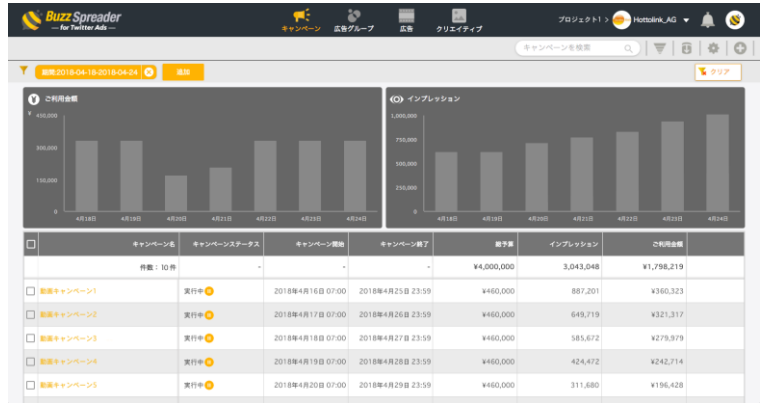 BuzzSpreader
for Twitter Ads
キャンペーン 広告グループ 広告 クリエイティブ
プロジェクト1 > Hottolink_AG
キャンペーンを検索
期間:2018-04-18-2018-04-24 追加 クリア
ご利用金額
¥ 450,000
300,000
150,000
0
4月18日 4月19日 4月20日 4月21日 4月22日 4月23日 4月24日
インプレッション
1,000,000
750,000
500,000
250,000
0
4月18日 4月19日 4月20日 4月21日 4月22日 4月23日 4月24日
キャンペーン名 キャンペーンステータス キャンペーン開始 キャンペーン終了 総予算 インプレッション ご利用金額
件数：10件 - - - ¥4,000,000 3,043,048 ¥1,798,219
動画キャンペーン1 実行中 2018年4月16日 07:00 2018年4月25日 23:59 ¥460,000 887,201 ¥360,323
動画キャンペーン2 実行中 2018年4月17日 07:00 2018年4月26日 23:59 ¥460,000 649,719 ¥321,317
動画キャンペーン3 実行中 2018年4月18日 07:00 2018年4月27日 23:59 ¥460,000 585,672 ¥279,979
動画キャンペーン4 実行中 2018年4月19日 07:00 2018年4月28日 23:59 ¥460,000 424,472 ¥242,714
動画キャンペーン5 実行中 2018年4月20日 07:00 2018年4月29日 23:59 ¥460,000 311,680 ¥196,428